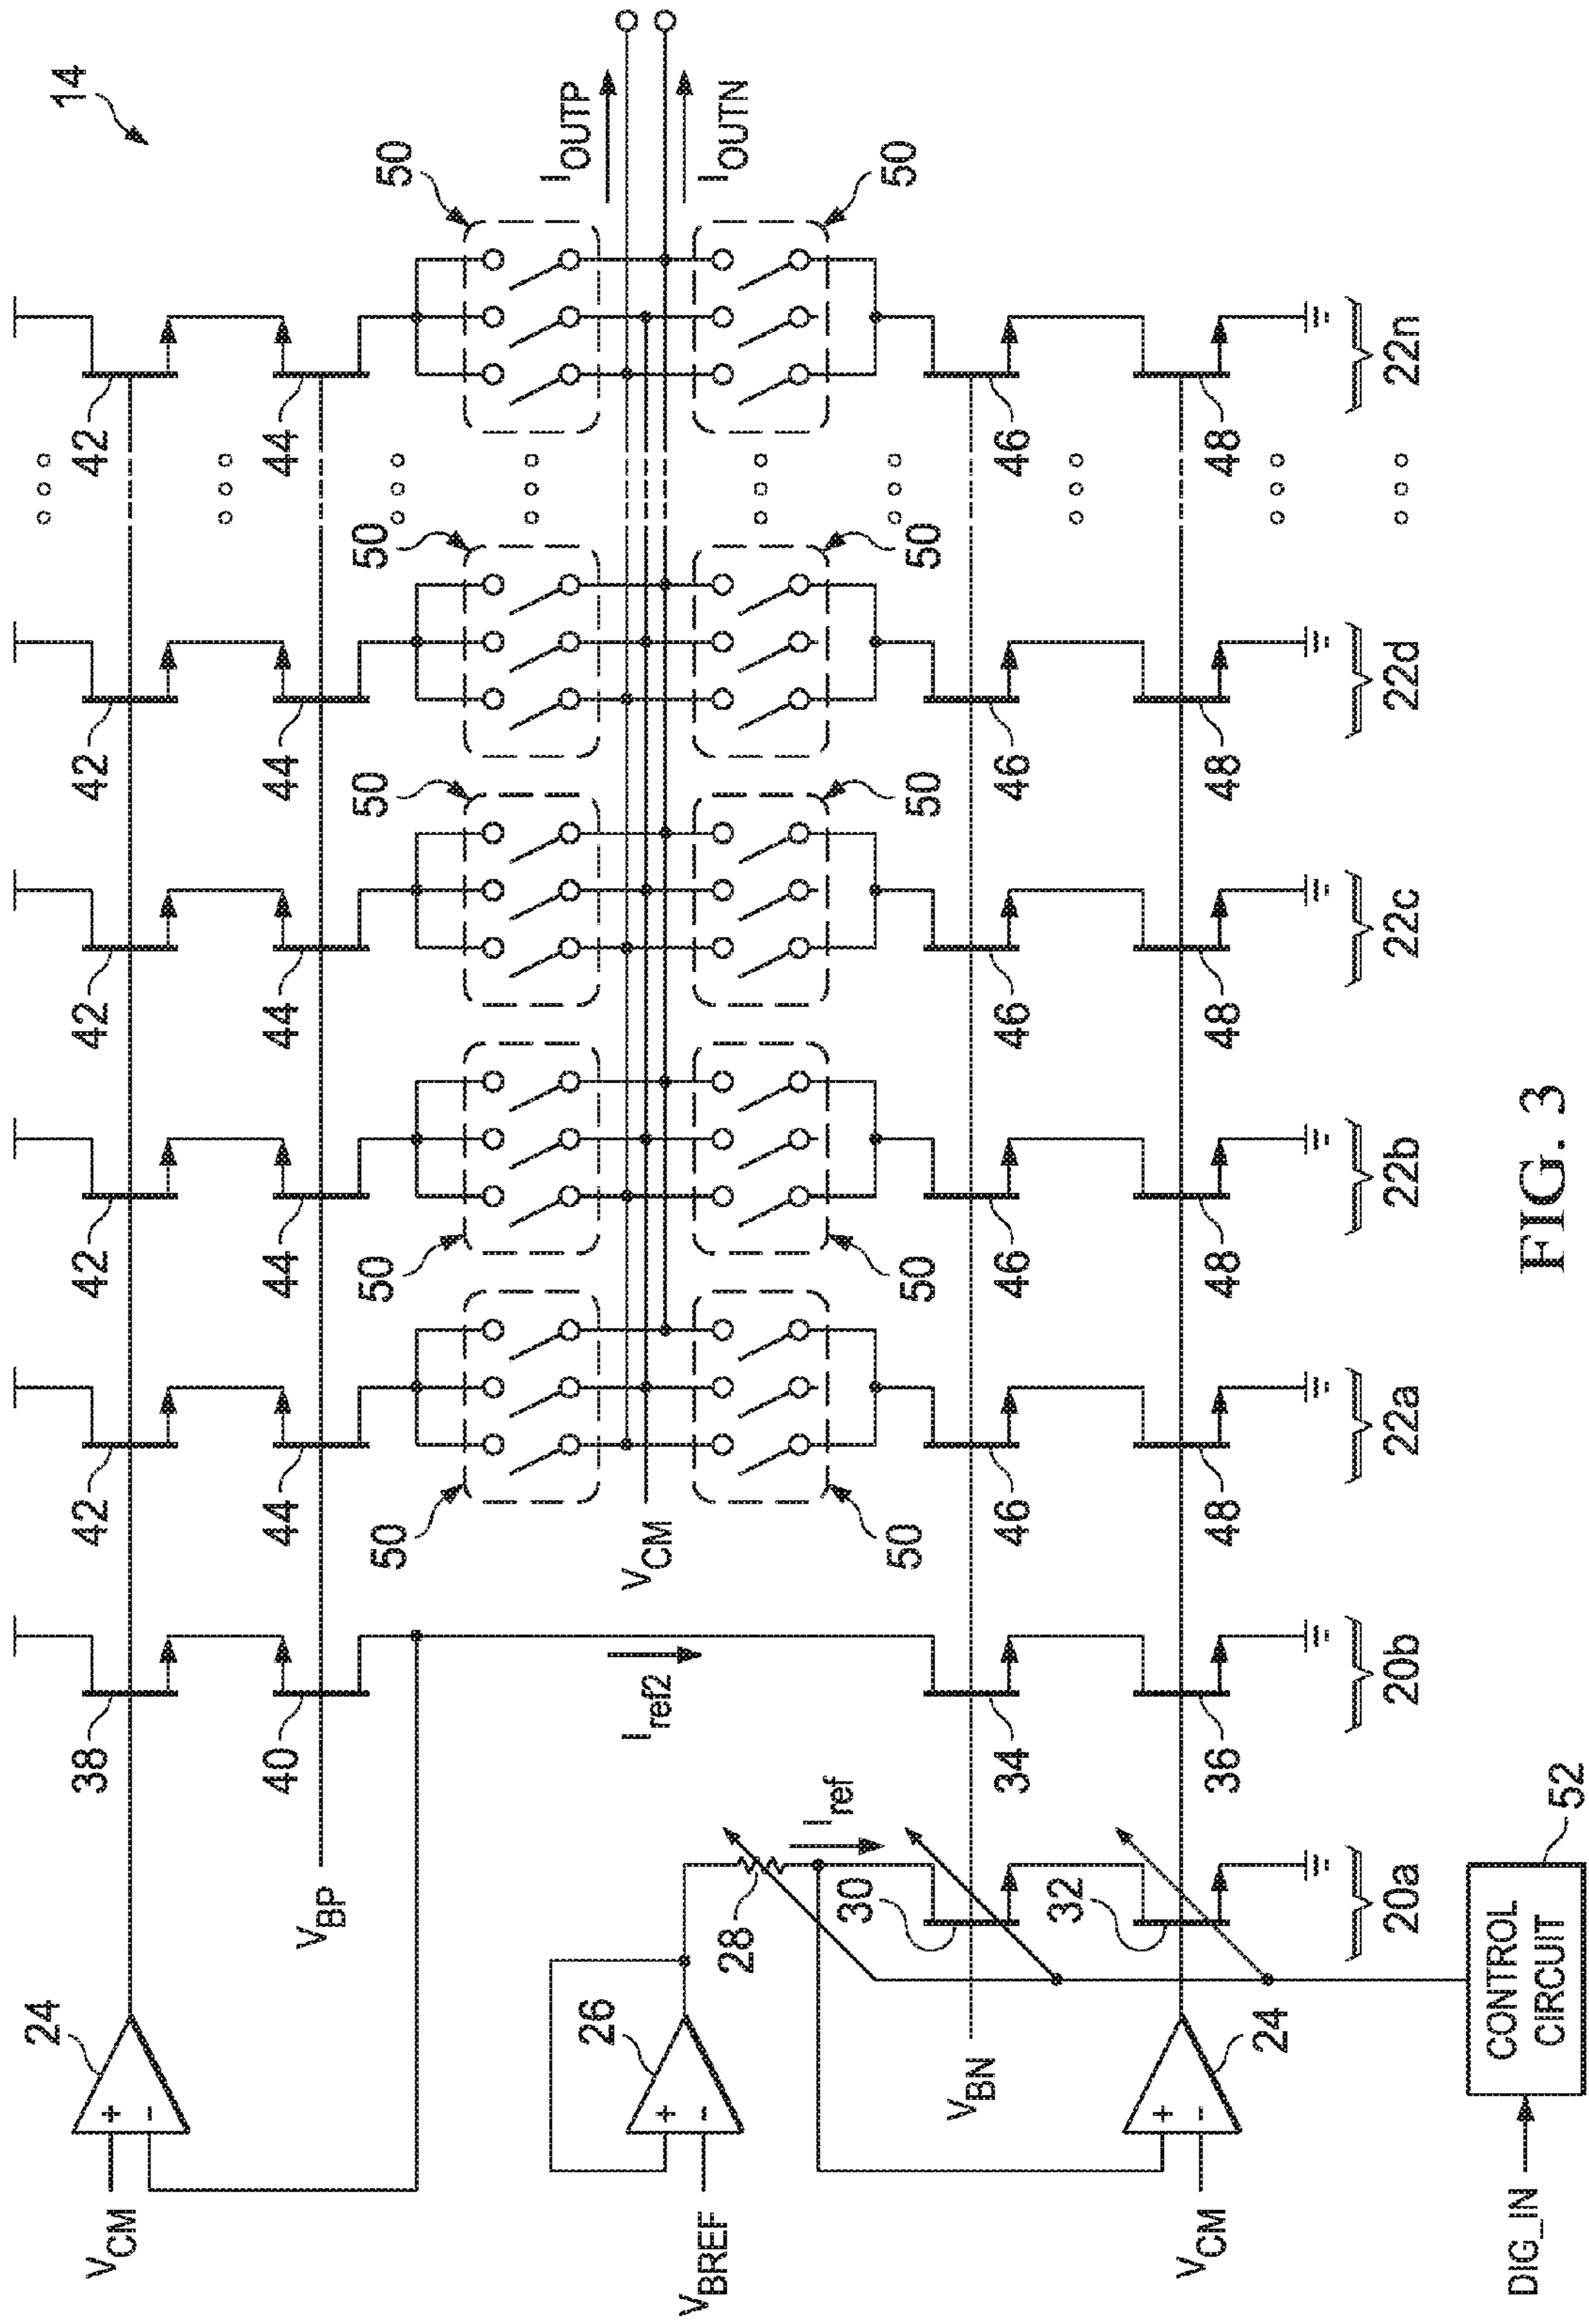 14
24
V_CM
+
−
38
42
42
42
42
42
V_BP
40
44
44
44
44
44
50
50
50
50
50
I_OUTP
V_CM
I_OUTN
V_BREF
26
+
−
28
I_ref
I_ref2
50
50
50
50
50
V_BN
30
34
46
46
46
46
46
V_CM
+
−
24
32
36
48
48
48
48
48
20a
20b
22a
22b
22c
22d
22n
DIG_IN
CONTROL
CIRCUIT
52
FIG. 3